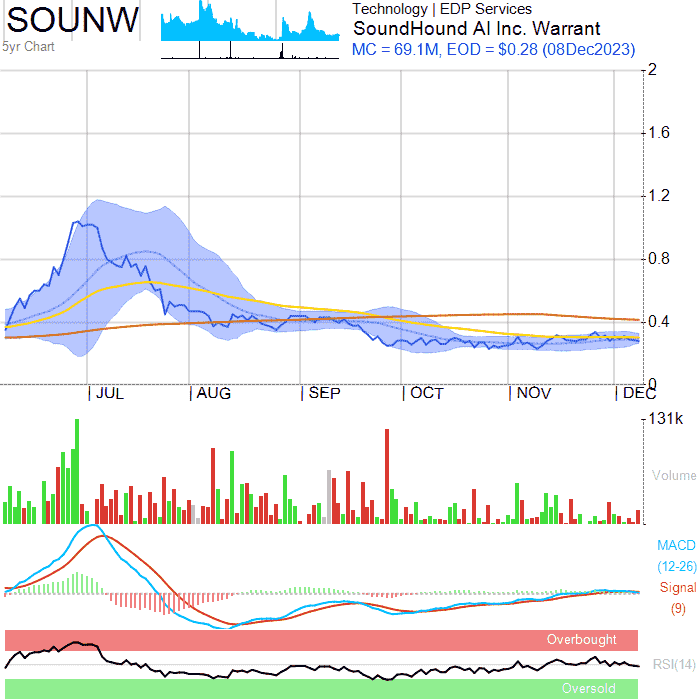 SOUNW
5yr Chart
Technology | EDP Services
SoundHound AI Inc. Warrant
MC = 69.1M, EOD = $0.28 (08Dec2023)
2
1.6
1.2
0.8
0.4
0
JUL AUG SEP OCT NOV DEC
131k
Volume
MACD
(12-26)
Signal
(9)
Overbought
RSI(14)
Oversold